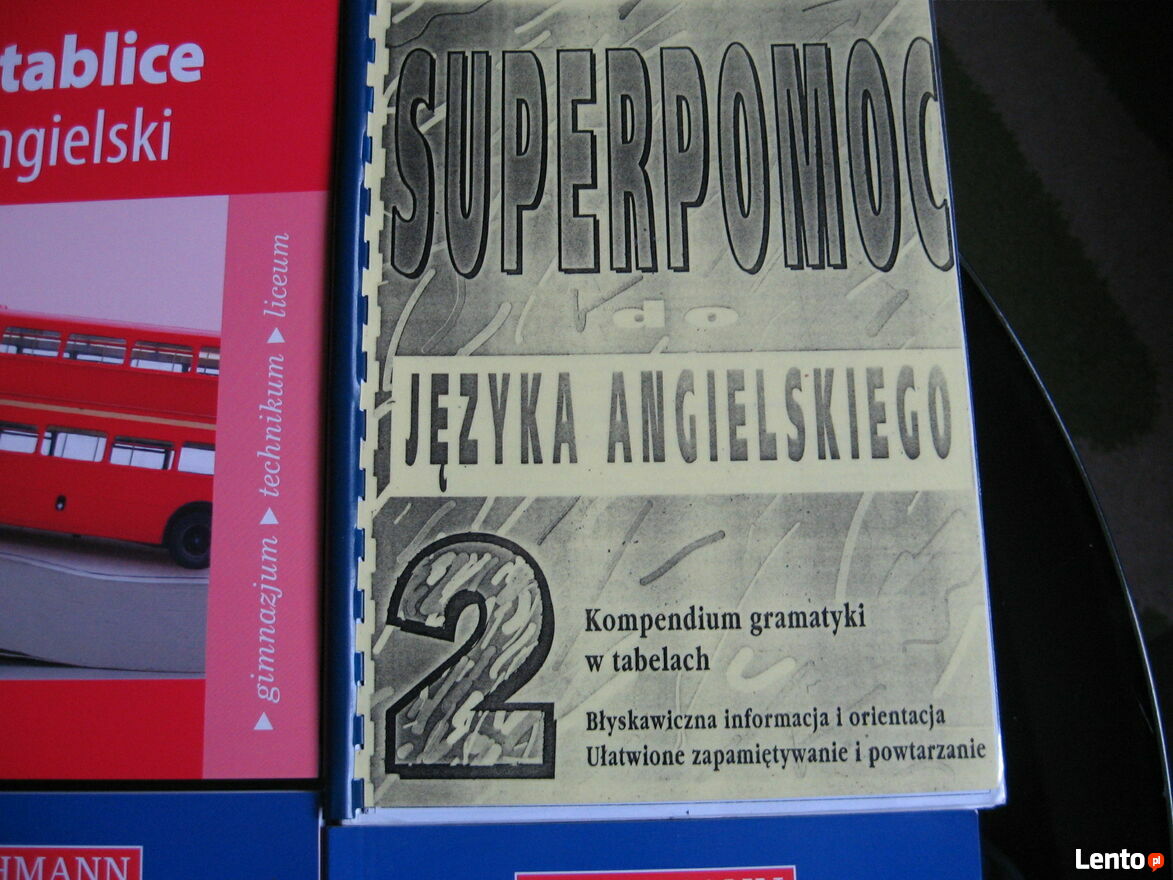 tablice
ngielski
▶ gimnazjum ▶ technikum ▶ liceum
SUPERPOMOC
do
JĘZYKA ANGIELSKIEGO
2
Kompendium gramatyki
w tabelach
Błyskawiczna informacja i orientacja
Ułatwione zapamiętywanie i powtarzanie
HMANN
Lento.pl